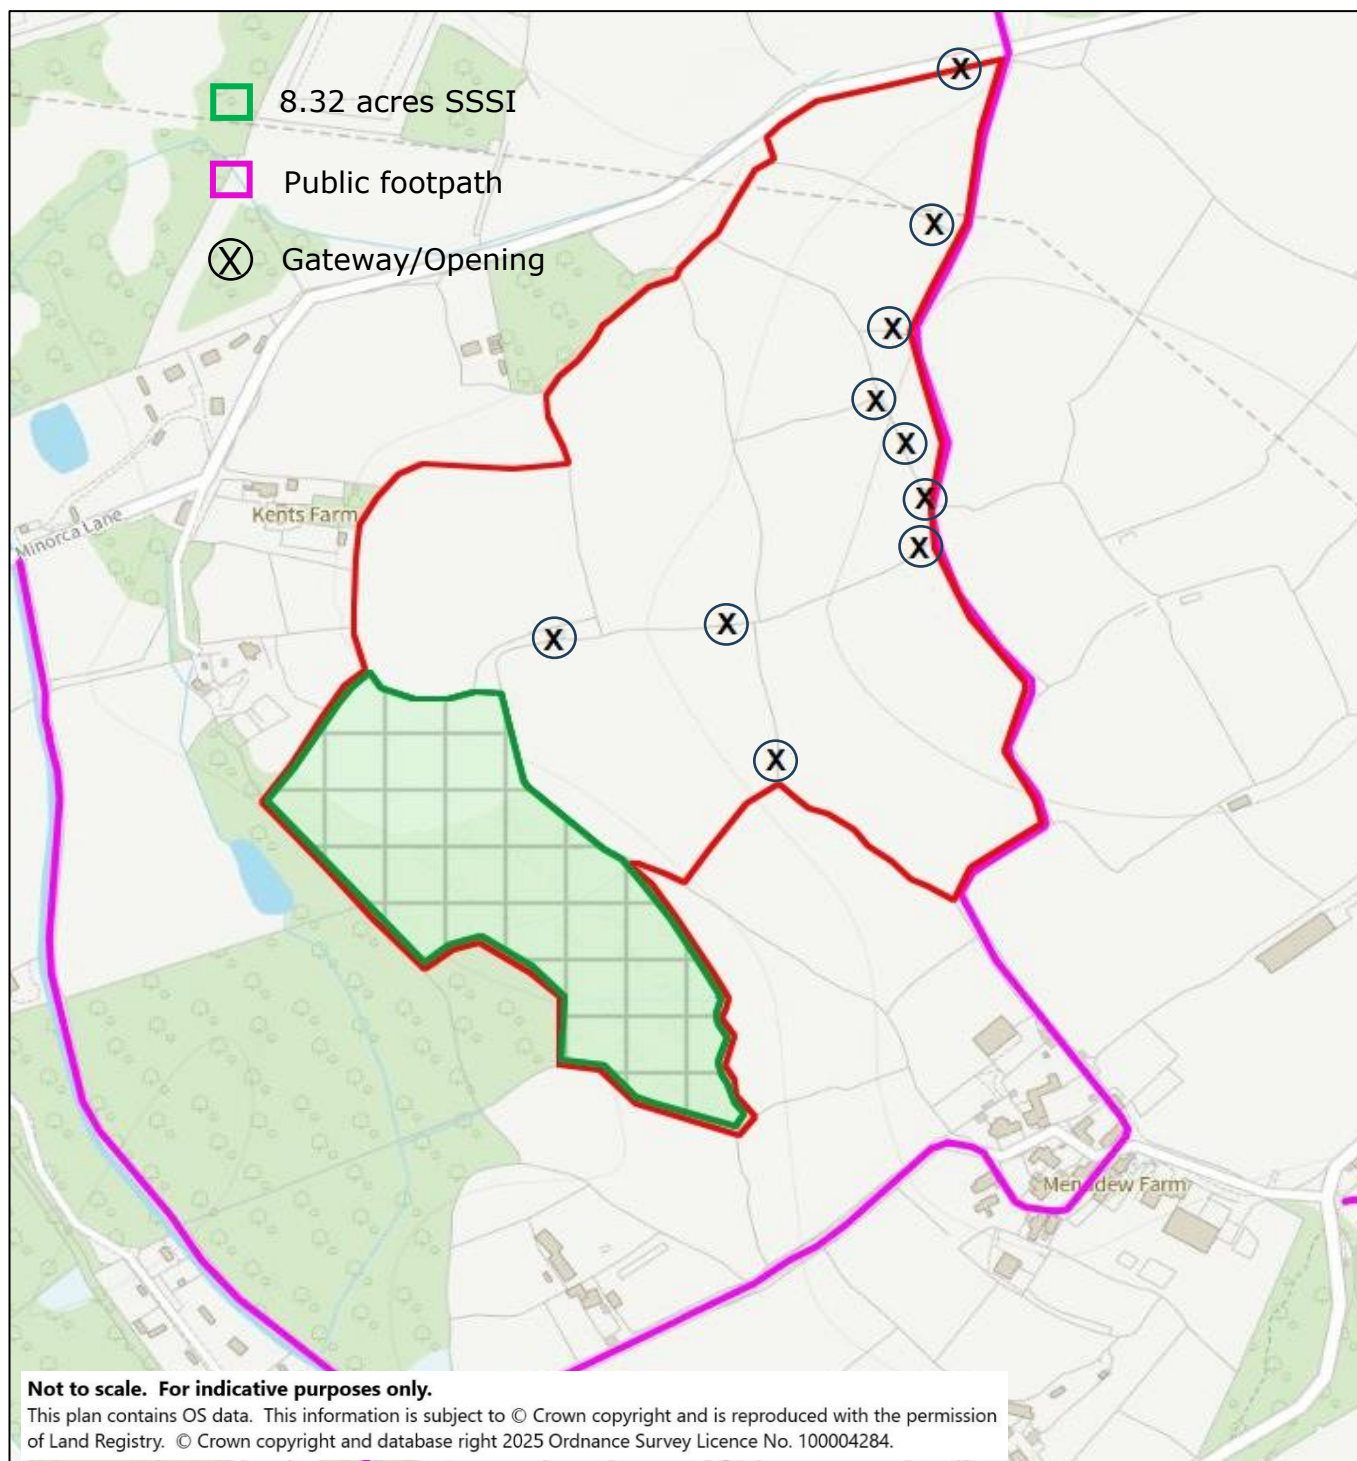 8.32 acres SSSI
Public footpath
X Gateway/Opening
X
X
X
X
X
X
X
Kents Farm
Minorca Lane
X
X
X
Menadew Farm
Not to scale. For indicative purposes only.
This plan contains OS data. This information is subject to © Crown copyright and is reproduced with the permission
of Land Registry. © Crown copyright and database right 2025 Ordnance Survey Licence No. 100004284.